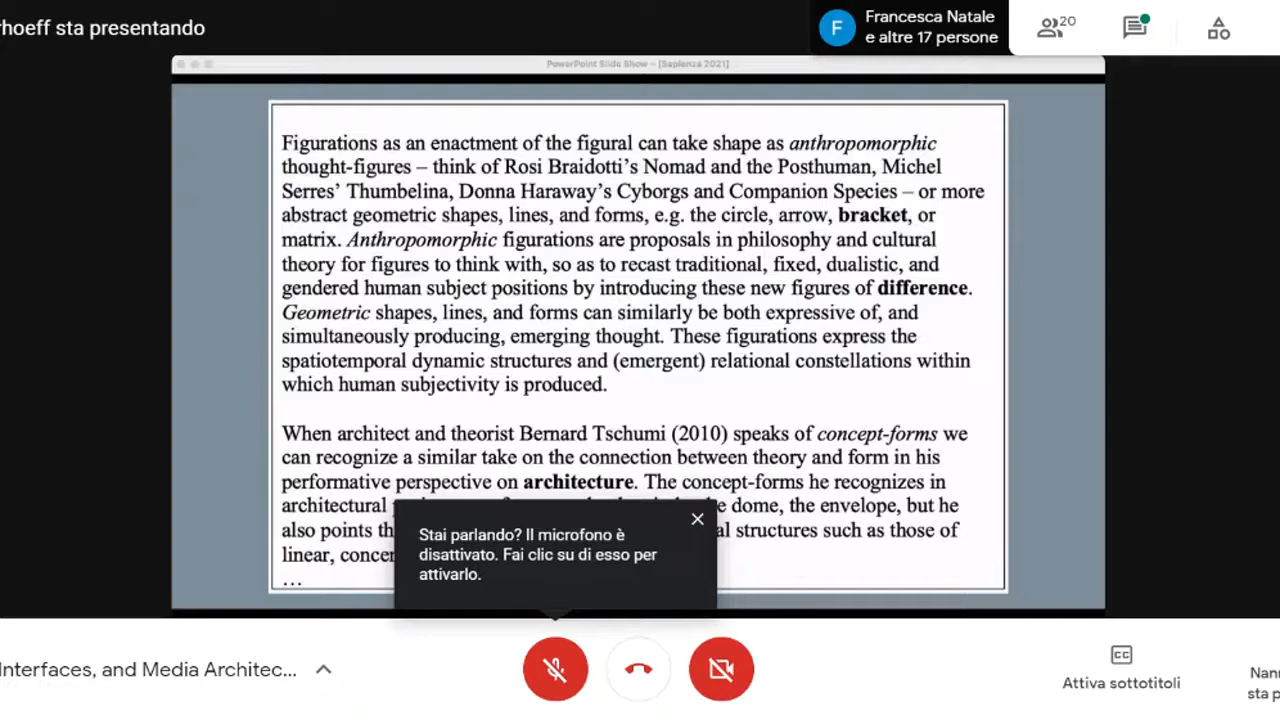 rhoeff sta presentando
Francesca Natale
e altre 17 persone
20
PowerPoint Slide Show – [Sapienza 2021]
Figurations as an enactment of the figural can take shape as anthropomorphic
thought-figures – think of Rosi Braidotti's Nomad and the Posthuman, Michel
Serres' Thumbelina, Donna Haraway's Cyborgs and Companion Species – or more
abstract geometric shapes, lines, and forms, e.g. the circle, arrow, bracket, or
matrix. Anthropomorphic figurations are proposals in philosophy and cultural
theory for figures to think with, so as to recast traditional, fixed, dualistic, and
gendered human subject positions by introducing these new figures of difference.
Geometric shapes, lines, and forms can similarly be both expressive of, and
simultaneously producing, emerging thought. These figurations express the
spatiotemporal dynamic structures and (emergent) relational constellations within
which human subjectivity is produced.
When architect and theorist Bernard Tschumi (2010) speaks of concept-forms we
can recognize a similar take on the connection between theory and form in his
performative perspective on architecture. The concept-forms he recognizes in
architectural dome, the envelope, but he
also points structures such as those of
linear,
...
Stai parlando? Il microfono è
disattivato. Fai clic su di esso per
attivarlo.
Interfaces, and Media Architec...
CC
Attiva sottotitoli
sta